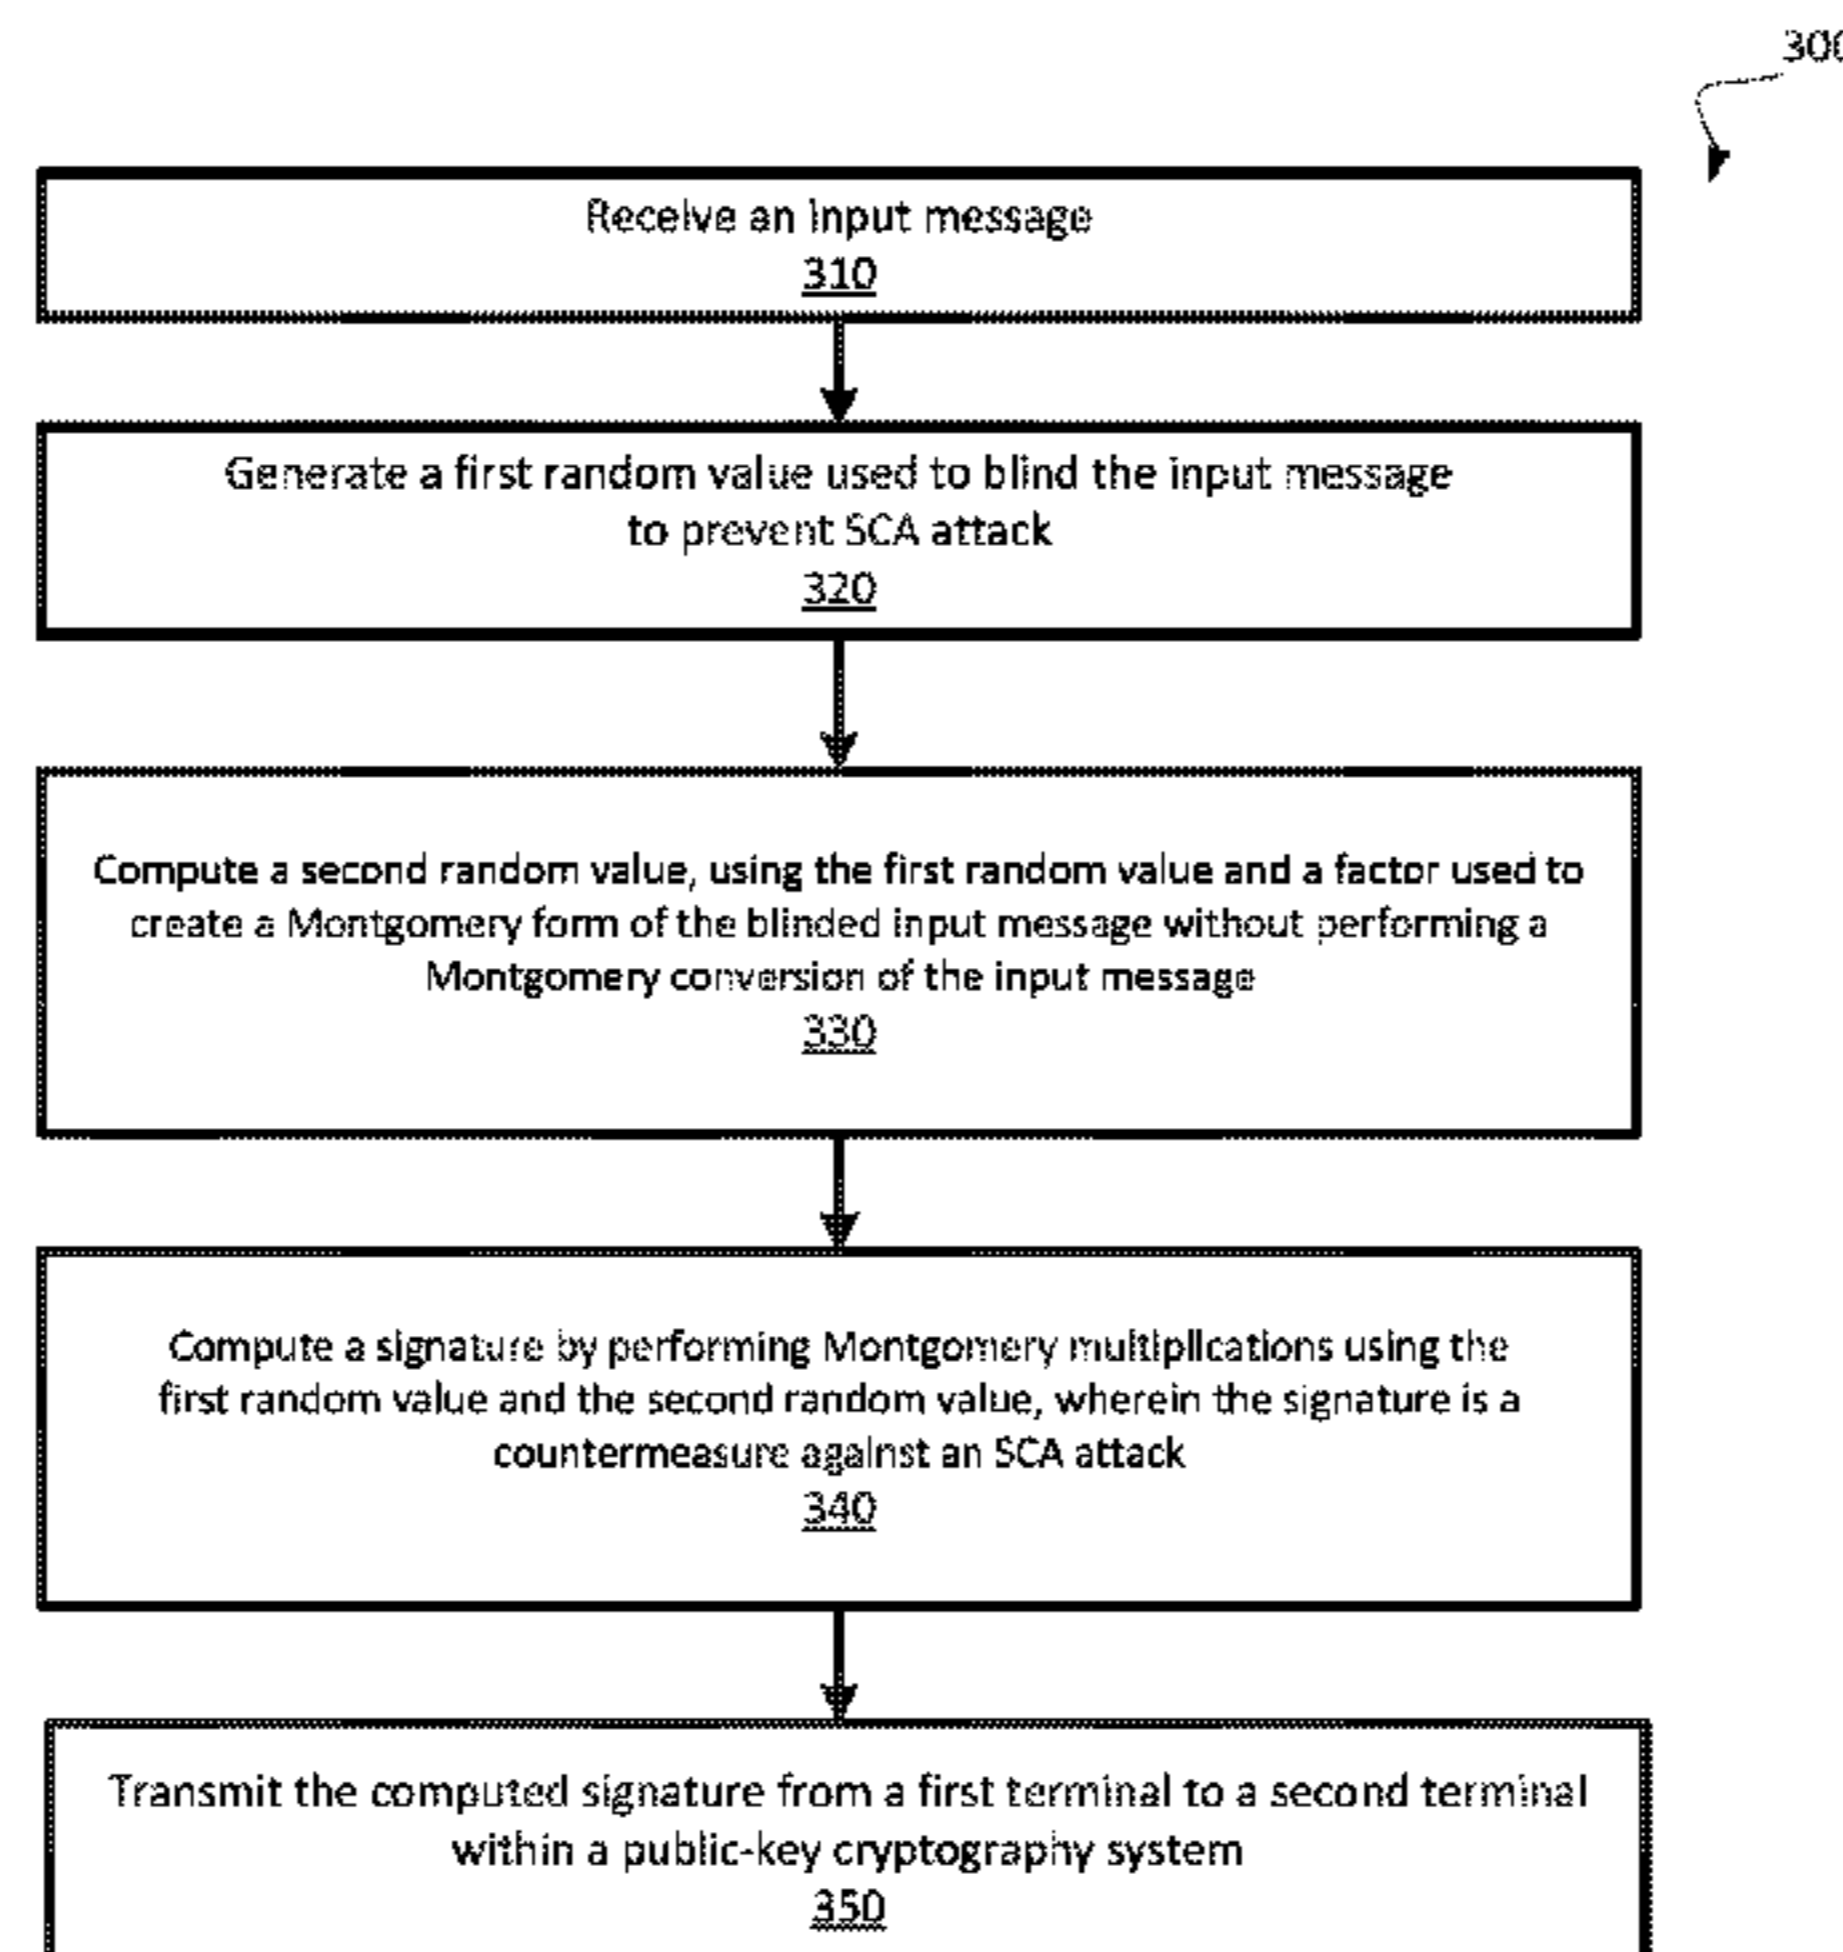 300
Receive an input message
310
Generate a first random value used to blind the input message
to prevent SCA attack
320
Compute a second random value, using the first random value and a factor used to
create a Montgomery form of the blinded input message without performing a
Montgomery conversion of the input message
330
Compute a signature by performing Montgomery multiplications using the
first random value and the second random value, wherein the signature is a
countermeasure against an SCA attack
340
Transmit the computed signature from a first terminal to a second terminal
within a public-key cryptography system
350